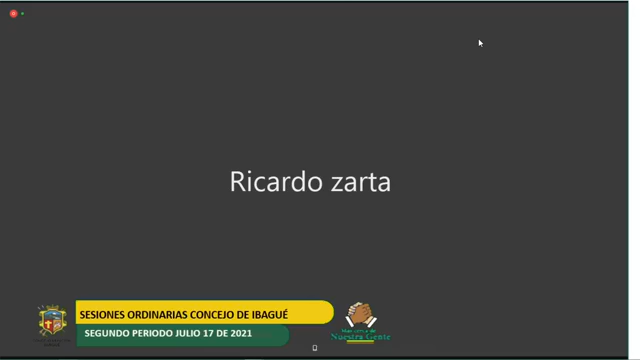 Ricardo zarta
SESIONES ORDINARIAS CONCEJO DE IBAGUÉ
SEGUNDO PERIODO JULIO 17 DE 2021
Nuestra Gente